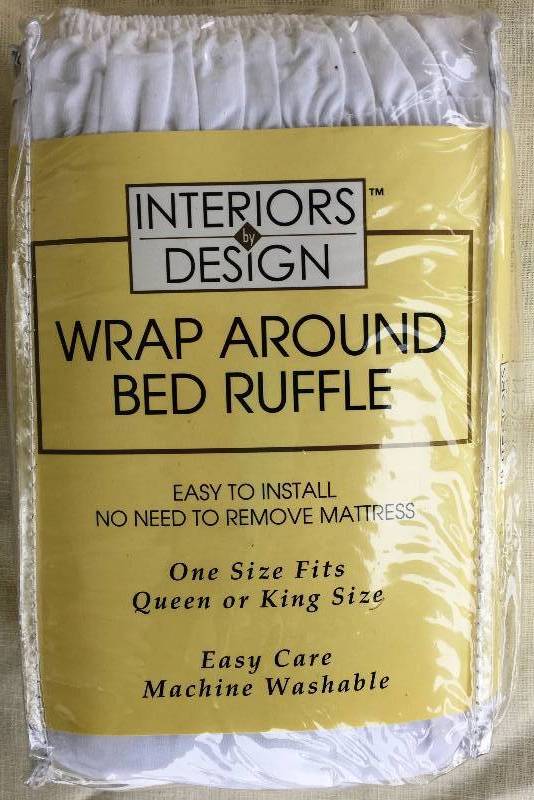 INTERIORS™
by
DESIGN
WRAP AROUND
BED RUFFLE
EASY TO INSTALL
NO NEED TO REMOVE MATTRESS
One Size Fits
Queen or King Size
Easy Care
Machine Washable
INTERIORS